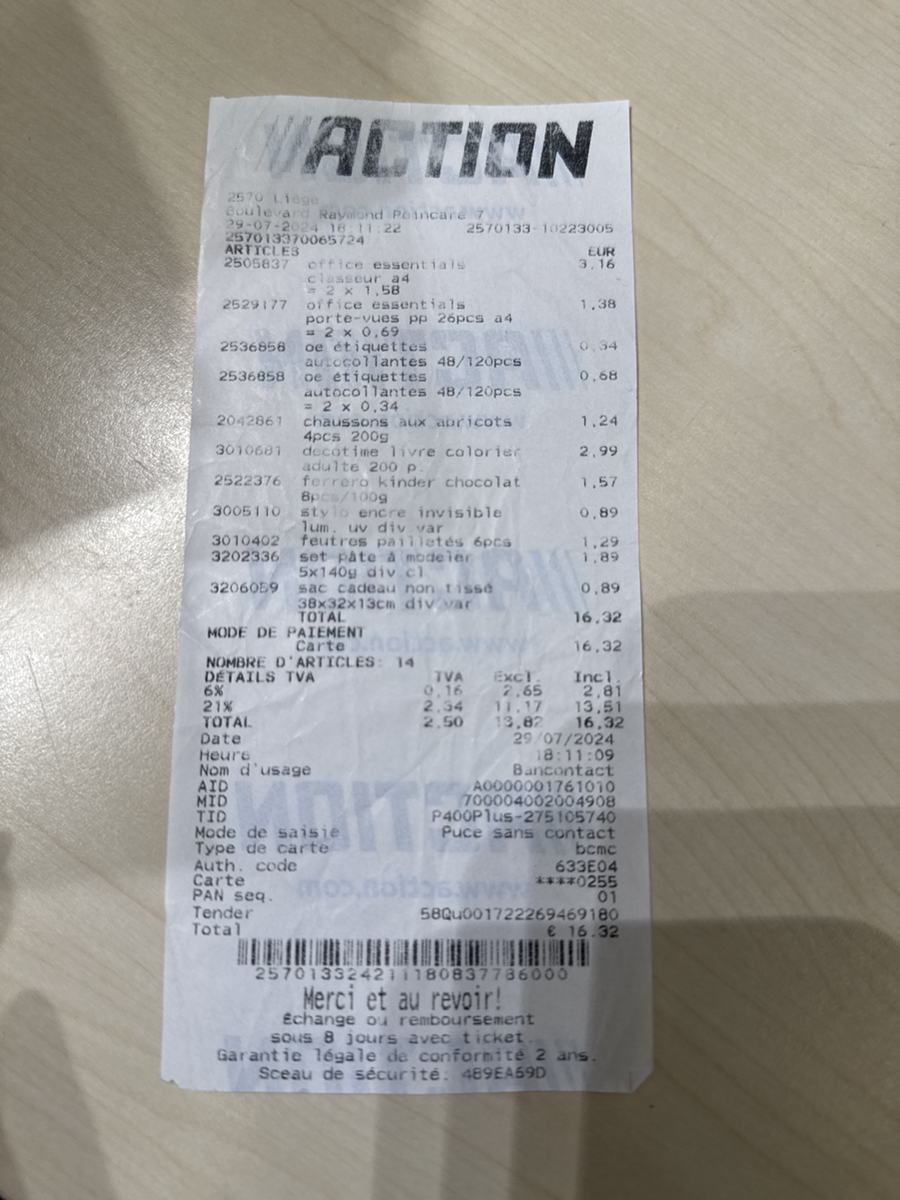 ACTION
2570 Liège
Boulevard Raymond Poincare 7
29-07-2024 18:11:22 2570133-10223005
257013370065724
ARTICLES EUR
2505837 office essentials 3,16
classeur a4
= 2 x 1,58
2529177 office essentials 1,38
porte-vues pp 26pcs a4
= 2 x 0,69
2536858 oe étiquettes 0,34
autocollantes 48/120pcs
2536858 oe étiquettes 0,68
autocollantes 48/120pcs
= 2 x 0,34
2042861 chaussons aux abricots 1,24
4pcs 200g
3010681 decotime livre colorier 2,99
adulte 200 p.
2522376 ferrero kinder chocolat 1,57
8pcs/100g
3005110 stylo encre invisible 0,89
lum. uv div var
3010402 feutres pailletés 6pcs 1,29
3202336 set pâte à modeler 1,89
5x140g div cl
3206059 sac cadeau non tissé 0,89
38x32x13cm div var
TOTAL 16,32
MODE DE PAIEMENT
Carte 16,32
NOMBRE D'ARTICLES: 14
DÉTAILS TVA TVA Excl. Incl.
6% 0,16 2,65 2,81
21% 2,34 11,17 13,51
TOTAL 2,50 13,82 16,32
Date 29/07/2024
Heure 18:11:09
Nom d'usage Bancontact
AID A0000001761010
MID 700004002004908
TID P400Plus-275105740
Mode de saisie Puce sans contact
Type de carte bcmc
Auth. code 633E04
Carte ****0255
PAN seq. 01
Tender 58Qu001722269469180
Total € 16.32
2570133242111180837786000
Merci et au revoir!
Échange ou remboursement
sous 8 jours avec ticket.
Garantie légale de conformité 2 ans.
Sceau de sécurité: 489EA69D